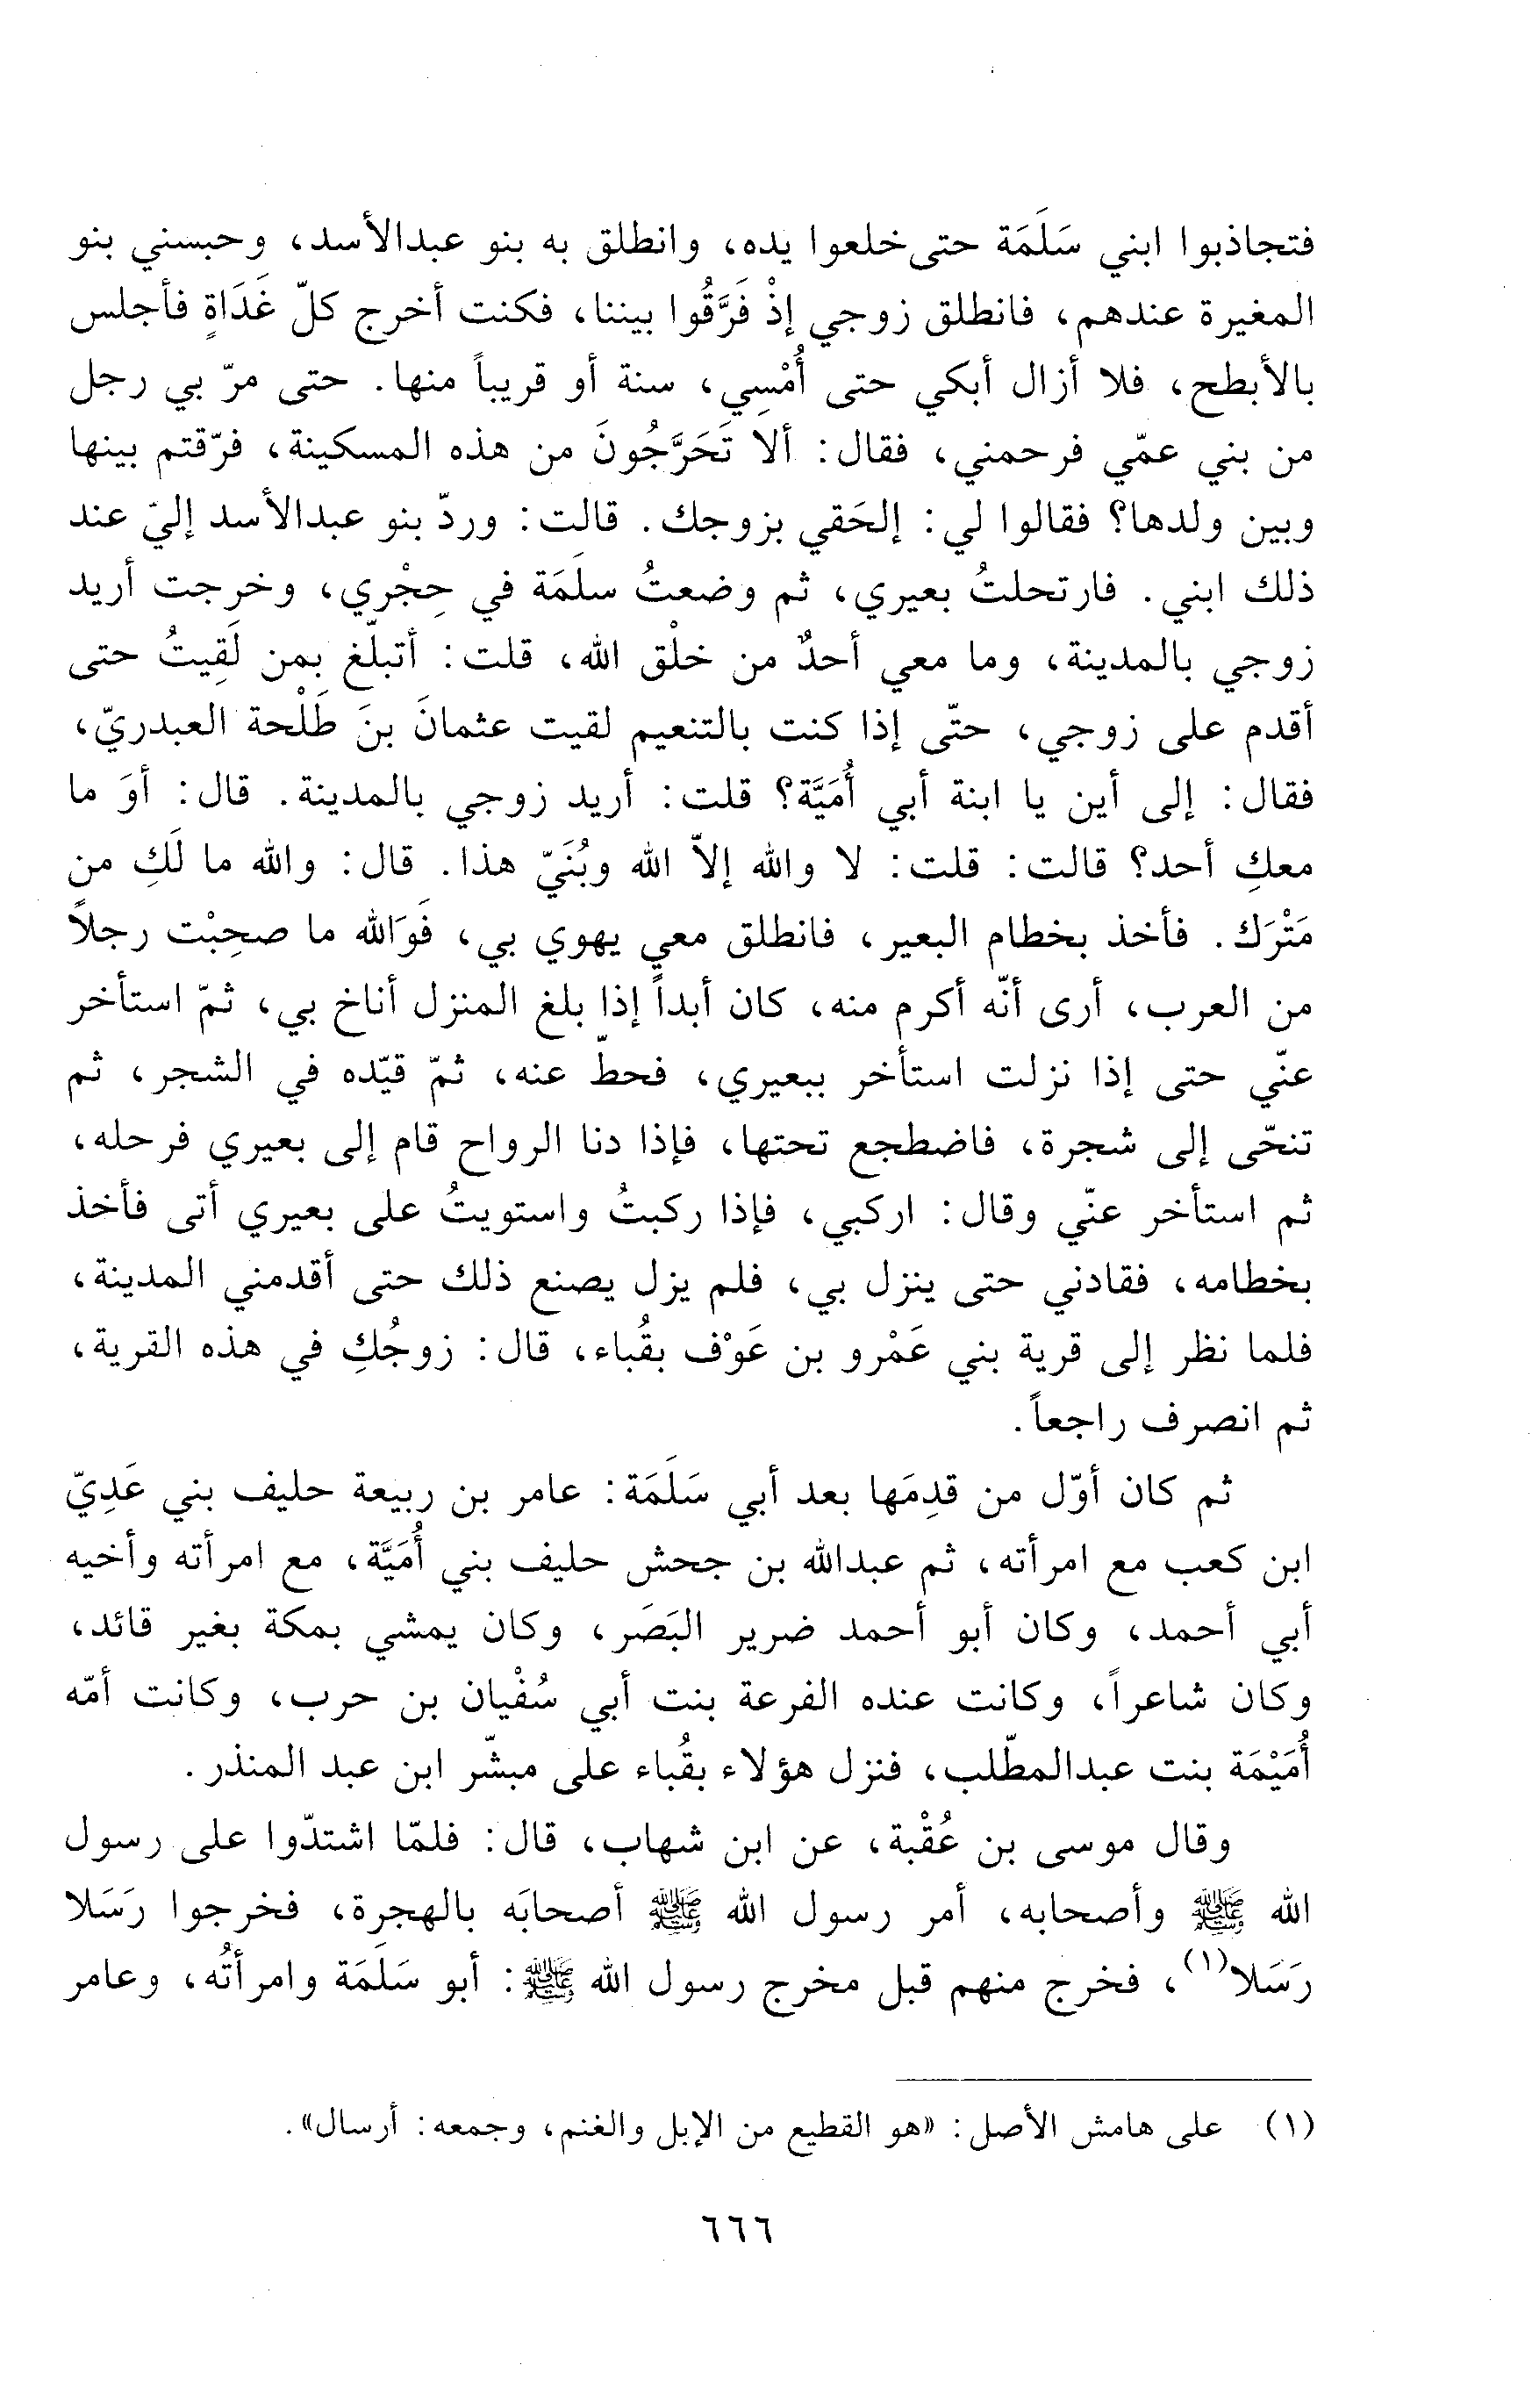 فتجاذبوا ابني سَلَمَة حتى خلعوا يده، وانطلق به بنو عبدالأسد، وحبسني بنو
المغيرة عندهم، فانطلق زوجي إذْ فَرَّقُوا بيننا، فكنت أخرج كلّ غَدَاةٍ فأجلس
بالأبطح، فلا أزال أبكي حتى أُمْسِي، سنة أو قريباً منها. حتى مرّ بي رجل
من بني عمّي فرحمني، فقال: ألا تَحَرَّجُونَ من هذه المسكينة، فرّقتم بينها
وبين ولدها؟ فقالوا لي: إلحَقي بزوجك. قالت: وردّ بنو عبدالأسد إليّ عند
ذلك ابني. فارتحلتُ بعيري، ثم وضعتُ سلَمَة في حِجْري، وخرجت أريد
زوجي بالمدينة، وما معي أحدٌ من خلْق الله، قلت: أتبلّغ بمن لَقِيتُ حتى
أقدم على زوجي، حتّى إذا كنت بالتنعيم لقيت عثمانَ بنَ طَلْحة العبدريّ،
فقال: إلى أين يا ابنة أبي أُمَيَّة؟ قلت: أريد زوجي بالمدينة. قال: أوَ ما
معكِ أحد؟ قالت: قلت: لا والله إلاّ الله وبُنَيّ هذا. قال: والله ما لَكِ من
مَتْرَك. فأخذ بخطام البعير، فانطلق معي يهوي بي، فَوَالله ما صحِبْت رجلاً
من العرب، أرى أنّه أكرم منه، كان أبداً إذا بلغ المنزل أناخ بي، ثمّ استأخر
عنّي حتى إذا نزلت استأخر ببعيري، فحطّ عنه، ثمّ قيّده في الشجر، ثم
تنحّى إلى شجرة، فاضطجع تحتها، فإذا دنا الرواح قام إلى بعيري فرحله،
ثم استأخر عنّي وقال: اركبي، فإذا ركبتُ واستويتُ على بعيري أتى فأخذ
بخطامه، فقادني حتى ينزل بي، فلم يزل يصنع ذلك حتى أقدمني المدينة،
فلما نظر إلى قرية بني عَمْرو بن عَوْف بقُباء، قال: زوجُكِ في هذه القرية،
ثم انصرف راجعاً.
ثم كان أوّل من قدِمَها بعد أبي سَلَمَة: عامر بن ربيعة حليف بني عَدِيّ
ابن كعب مع امرأته، ثم عبدالله بن جحش حليف بني أُمَيَّة، مع امرأته وأخيه
أبي أحمد، وكان أبو أحمد ضرير البَصَر، وكان يمشي بمكة بغير قائد،
وكان شاعراً، وكانت عنده الفرعة بنت أبي سُفْيان بن حرب، وكانت أمّه
أُمَيْمَة بنت عبدالمطّلب، فنزل هؤلاء بقُباء على مبشّر ابن عبد المنذر.
وقال موسى بن عُقْبة، عن ابن شهاب، قال: فلمّا اشتدّوا على رسول
الله ﷺ وأصحابه، أمر رسول الله ﷺ أصحابَه بالهجرة، فخرجوا رَسَلا
رَسَلا(١)، فخرج منهم قبل مخرج رسول الله ﷺ: أبو سَلَمَة وامرأتُه، وعامر
(١) على هامش الأصل: «هو القطيع من الإبل والغنم، وجمعه: أرسال».
٦٦٦